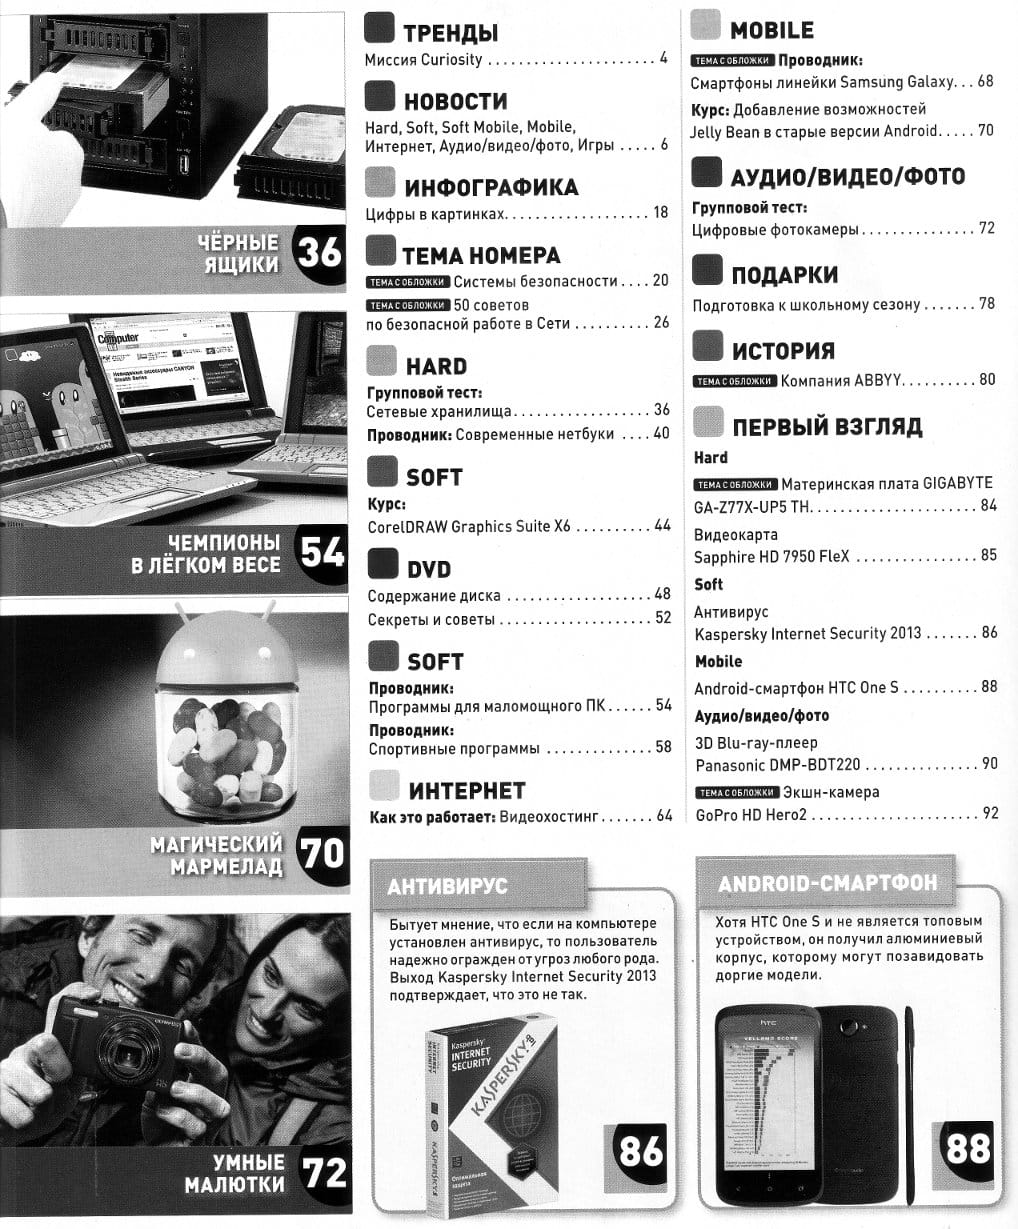 ЧЁРНЫЕ
ЯЩИКИ
36
Computer
ЧЕМПИОНЫ
В ЛЁГКОМ ВЕСЕ
54
МАГИЧЕСКИЙ
МАРМЕЛАД
70
УМНЫЕ
МАЛЮТКИ
72
ТРЕНДЫ
Миссия Curiosity . . . . . . . . . . . . . . . . . . . . . . 4
НОВОСТИ
Hard, Soft, Soft Mobile, Mobile,
Интернет, Аудио/видео/фото, Игры . . . . . 6
ИНФОГРАФИКА
Цифры в картинках. . . . . . . . . . . . . . . . . . . 18
ТЕМА НОМЕРА
ТЕМА С ОБЛОЖКИ Системы безопасности . . . . 20
ТЕМА С ОБЛОЖКИ 50 советов
по безопасной работе в Сети . . . . . . . . . . 26
HARD
Групповой тест:
Сетевые хранилища. . . . . . . . . . . . . . . . . . 36
Проводник: Современные нетбуки . . . . 40
SOFT
Курс:
CorelDRAW Graphics Suite X6 . . . . . . . . . . 44
DVD
Содержание диска . . . . . . . . . . . . . . . . . . . 48
Секреты и советы . . . . . . . . . . . . . . . . . . . . 52
SOFT
Проводник:
Программы для маломощного ПК . . . . . . 54
Проводник:
Спортивные программы . . . . . . . . . . . . . . 58
ИНТЕРНЕТ
Как это работает: Видеохостинг . . . . . . . 64
MOBILE
ТЕМА С ОБЛОЖКИ Проводник:
Смартфоны линейки Samsung Galaxy. . . 68
Курс: Добавление возможностей
Jelly Bean в старые версии Android. . . . . 70
АУДИО/ВИДЕО/ФОТО
Групповой тест:
Цифровые фотокамеры . . . . . . . . . . . . . . . 72
ПОДАРКИ
Подготовка к школьному сезону . . . . . . . 78
ИСТОРИЯ
ТЕМА С ОБЛОЖКИ Компания ABBYY. . . . . . . . . . 80
ПЕРВЫЙ ВЗГЛЯД
Hard
ТЕМА С ОБЛОЖКИ Материнская плата GIGABYTE
GA-Z77X-UP5 TH. . . . . . . . . . . . . . . . . . . . . . 84
Видеокарта
Sapphire HD 7950 FleX . . . . . . . . . . . . . . . . 85
Soft
Антивирус
Kaspersky Internet Security 2013 . . . . . . . 86
Mobile
Android-смартфон HTC One S . . . . . . . . . . 88
Аудио/видео/фото
3D Blu-ray-плеер
Panasonic DMP-BDT220 . . . . . . . . . . . . . . . 90
ТЕМА С ОБЛОЖКИ Экшн-камера
GoPro HD Hero2 . . . . . . . . . . . . . . . . . . . . . . 92
АНТИВИРУС
Бытует мнение, что если на компьютере
установлен антивирус, то пользователь
надежно огражден от угроз любого рода.
Выход Kaspersky Internet Security 2013
подтверждает, что это не так.
Kaspersky
INTERNET
SECURITY
KASPERSKY
86
ANDROID-СМАРТФОН
Хотя HTC One S и не является топовым
устройством, он получил алюминиевый
корпус, которому могут позавидовать
доргие модели.
htc
VELLAMO SCORE
88